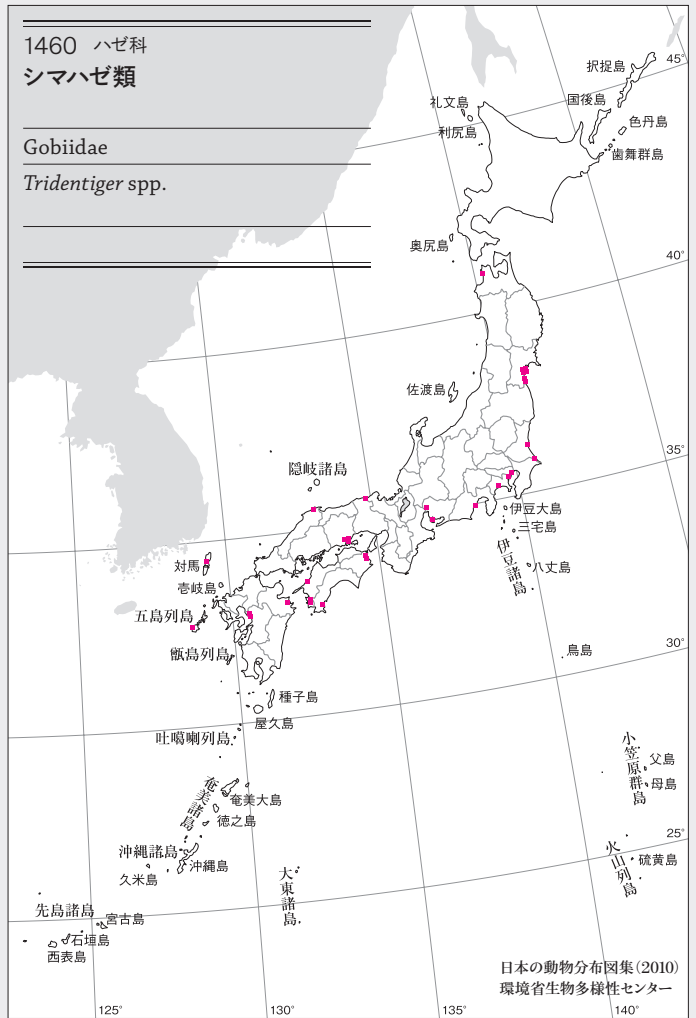 1460 ハゼ科
シマハゼ類
Gobiidae
Tridentiger spp.
択捉島
45°
国後島
礼文島
色丹島
利尻島
歯舞群島
奥尻島
40°
佐渡島
35°
隠岐諸島
伊豆大島
三宅島
伊豆諸島
八丈島
対馬
壱岐島
五島列島
甑島列島
鳥島
30°
種子島
屋久島
吐噶喇列島
小笠原群島
父島
母島
奄美諸島
奄美大島
徳之島
25°
沖縄諸島
沖縄島
久米島
火山列島
硫黄島
大東諸島
先島諸島
宮古島
石垣島
西表島
日本の動物分布図集(2010)
環境省生物多様性センター
125°
130°
135°
140°